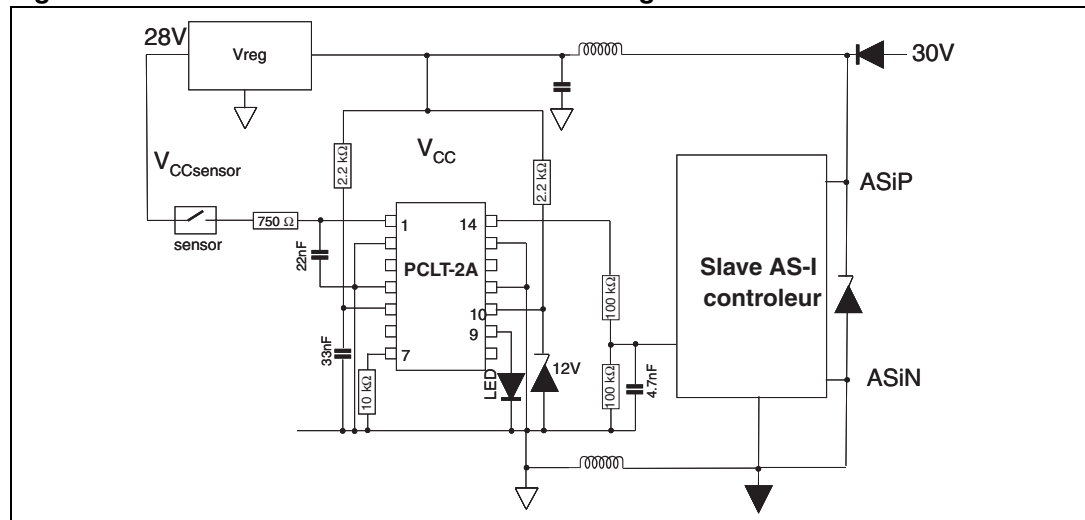 28V
Vreg
30V
VCCsensor
VCC
2.2 kΩ
2.2 kΩ
ASiP
750 Ω
sensor
22nF
1
14
PCLT-2A
Slave AS-I
controleur
100 kΩ
10
9
33nF
7
10 kΩ
LED
12V
100 kΩ
4.7nF
ASiN